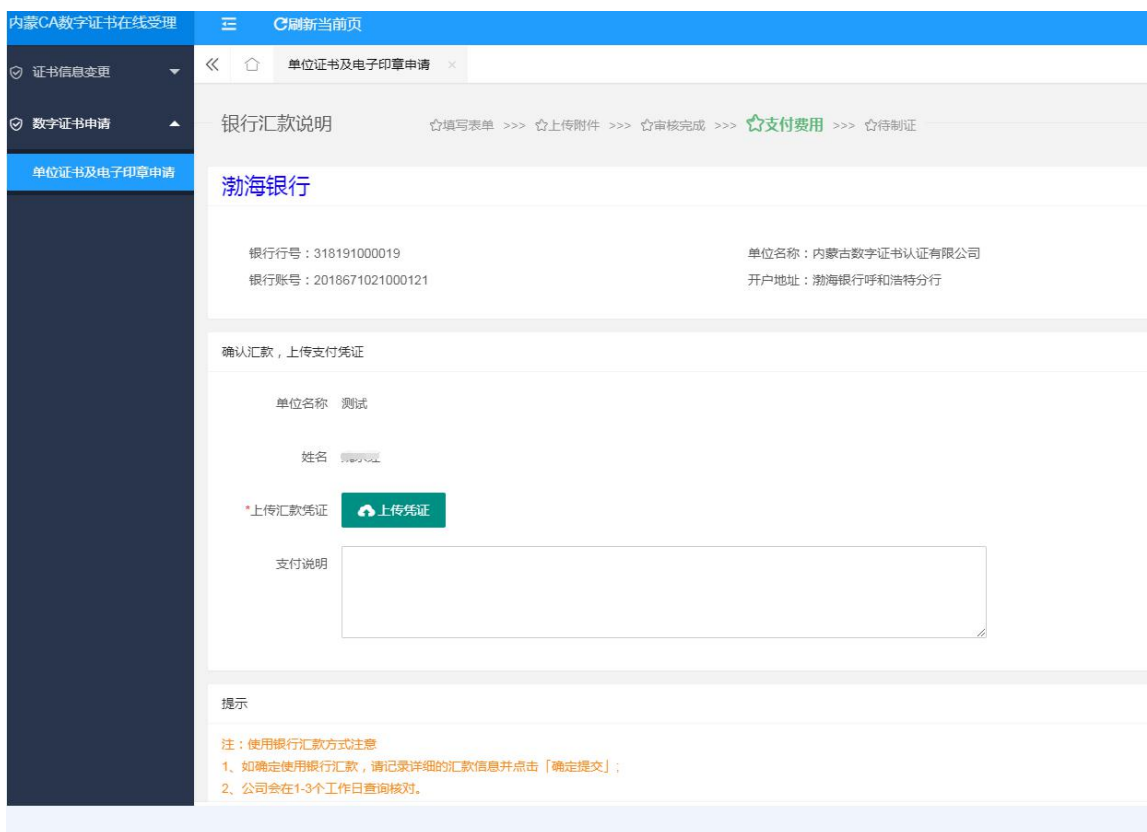 内蒙CA数字证书在线受理
刷新当前页
证书信息变更
单位证书及电子印章申请 ×
数字证书申请
银行汇款说明
填写表单 >>> 上传附件 >>> 审核完成 >>> 支付费用 >>> 待制证
单位证书及电子印章申请
渤海银行
银行行号：318191000019
单位名称：内蒙古数字证书认证有限公司
银行账号：2018671021000121
开户地址：渤海银行呼和浩特分行
确认汇款，上传支付凭证
单位名称 测试
姓名
*上传汇款凭证 上传凭证
支付说明
提示
注：使用银行汇款方式注意
1、如确定使用银行汇款，请记录详细的汇款信息并点击「确定提交」;
2、公司会在1-3个工作日查询核对。